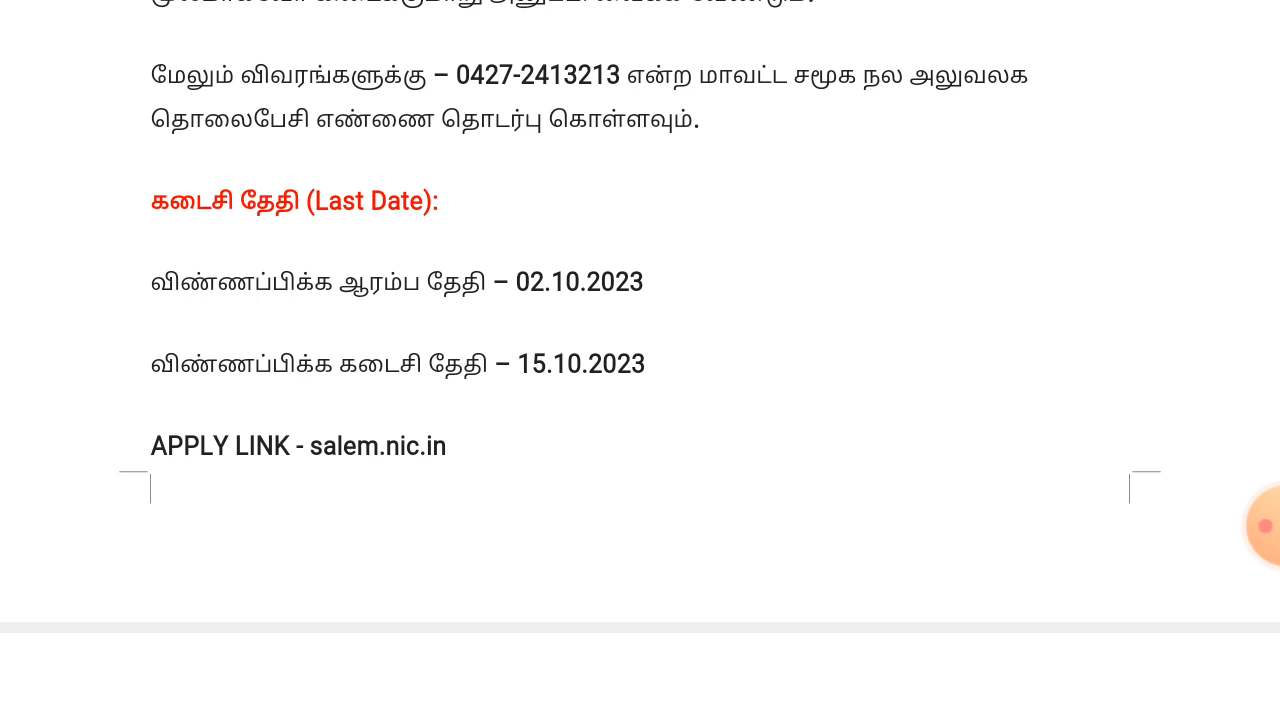 மேலும் விவரங்களுக்கு – 0427-2413213 என்ற மாவட்ட சமூக நல அலுவலக
தொலைபேசி எண்ணை தொடர்பு கொள்ளவும்.
கடைசி தேதி (Last Date):
விண்ணப்பிக்க ஆரம்ப தேதி – 02.10.2023
விண்ணப்பிக்க கடைசி தேதி – 15.10.2023
APPLY LINK - salem.nic.in